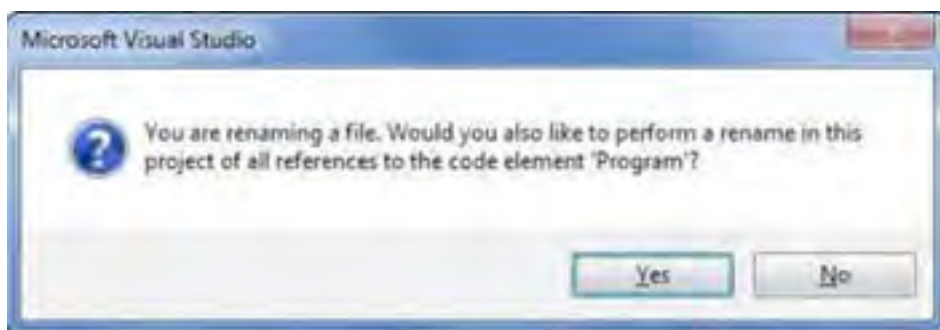 Microsoft Visual Studio
You are renaming a file. Would you also like to perform a rename in this
project of all references to the code element 'Program'?
Yes
No